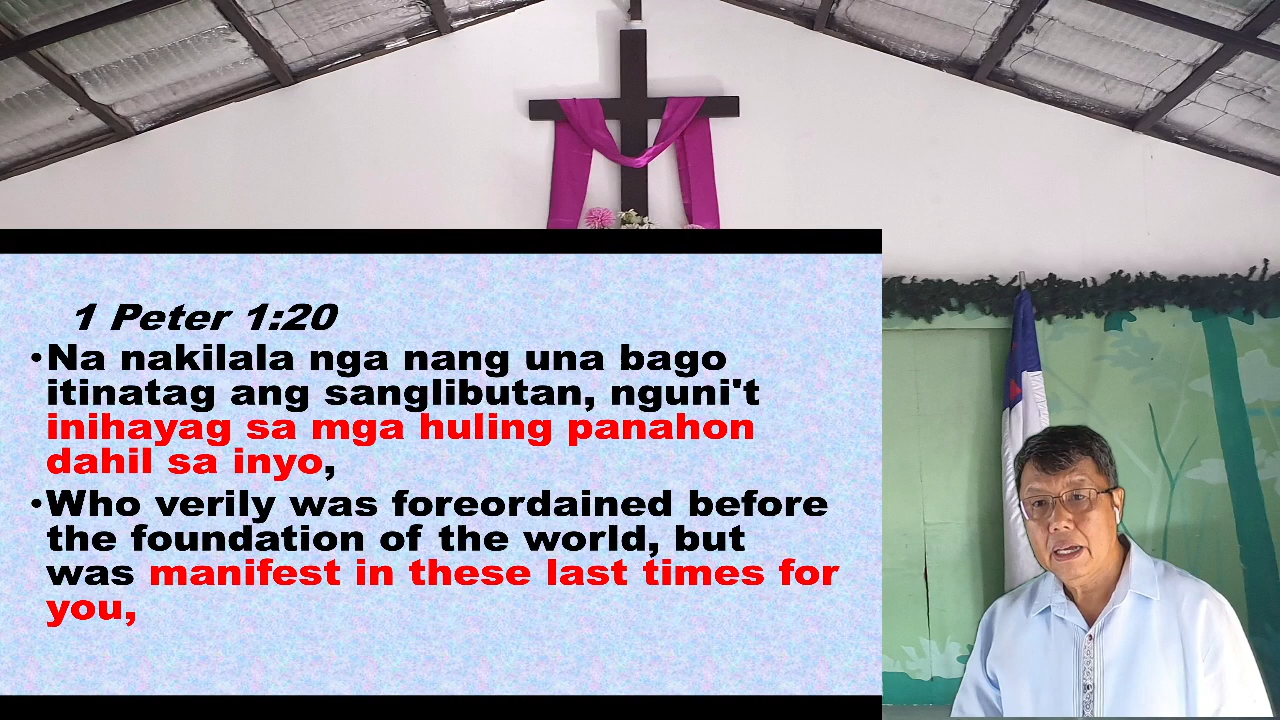 1 Peter 1:20
•Na nakilala nga nang una bago
itinatag ang sanglibutan, nguni't
inihayag sa mga huling panahon
dahil sa inyo,
•Who verily was foreordained before
the foundation of the world, but
was manifest in these last times for
you,